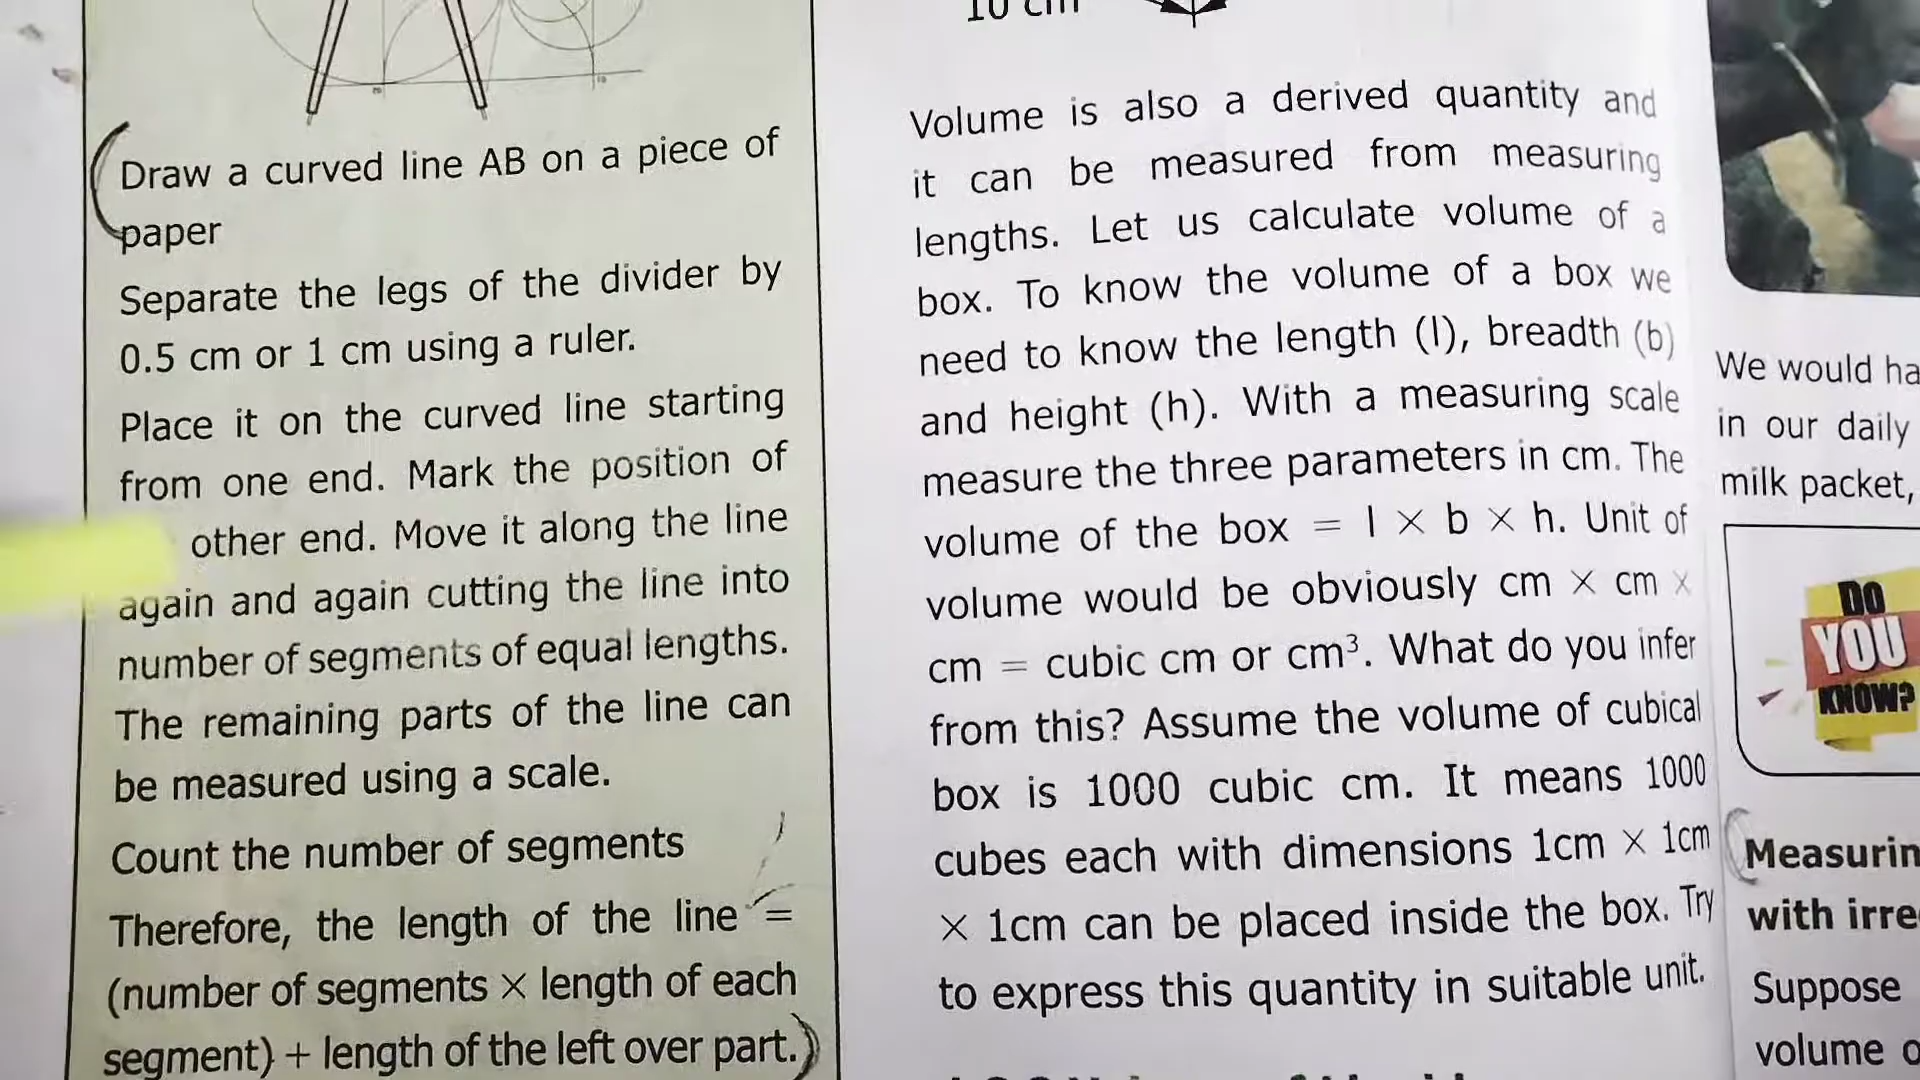 Draw a curved line AB on a piece of
paper
Separate the legs of the divider by
0.5 cm or 1 cm using a ruler.
Place it on the curved line starting
from one end. Mark the position of
other end. Move it along the line
again and again cutting the line into
number of segments of equal lengths.
The remaining parts of the line can
be measured using a scale.
Count the number of segments
Therefore, the length of the line =
(number of segments × length of each
segment) + length of the left over part.)
10 cm
Volume is also a derived quantity and
it can be measured from measuring
lengths. Let us calculate volume of a
box. To know the volume of a box we
need to know the length (l), breadth (b)
and height (h). With a measuring scale
measure the three parameters in cm. The
volume of the box = l × b × h. Unit of
volume would be obviously cm × cm ×
cm = cubic cm or cm³. What do you infer
from this? Assume the volume of cubical
box is 1000 cubic cm. It means 1000
cubes each with dimensions 1cm × 1cm
× 1cm can be placed inside the box. Try
to express this quantity in suitable unit.
We would ha
in our daily
milk packet,
DO
YOU
KNOW?
Measurin
with irre
Suppose
volume o